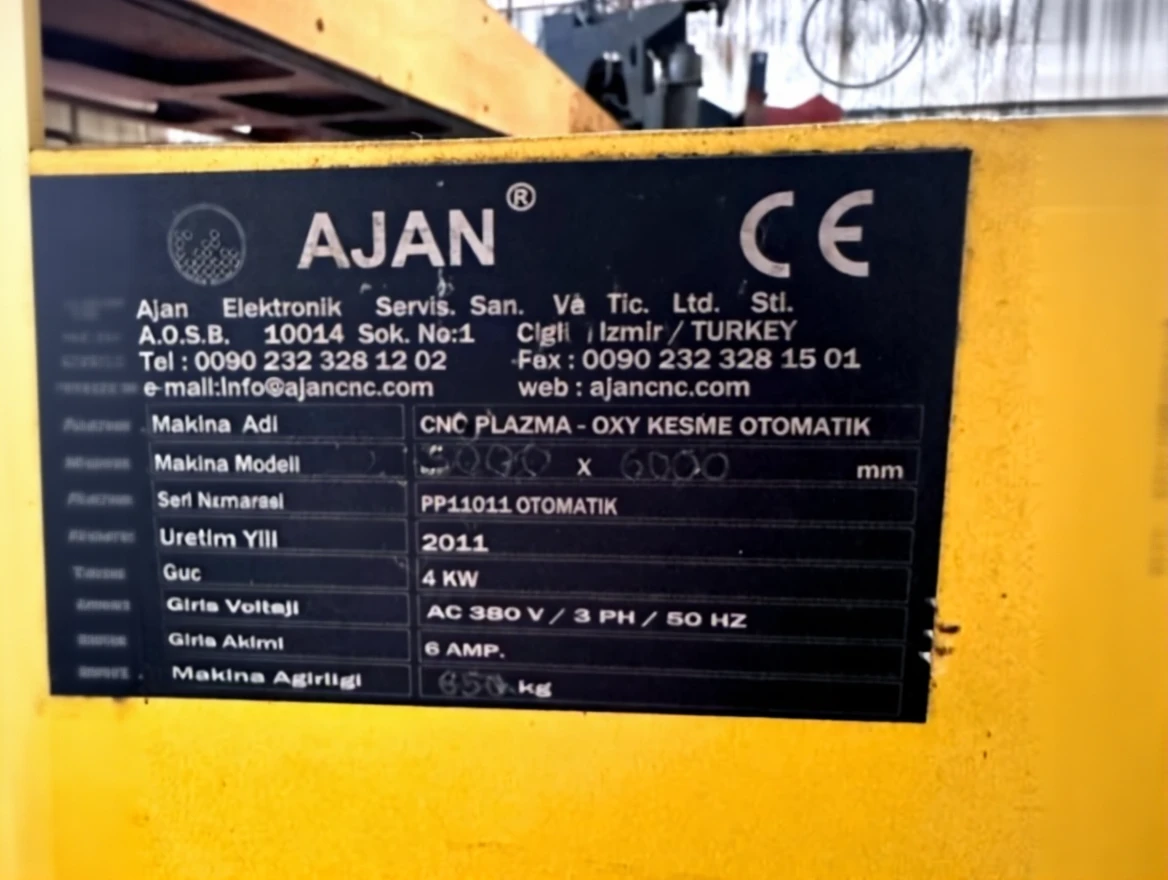 AJAN®
CE
Ajan Elektronik Servis. San. Ve Tic. Ltd. Sti.
A.O.S.B. 10014 Sok. No:1 Cigli / Izmir / TURKEY
Tel : 0090 232 328 12 02 Fax : 0090 232 328 15 01
e-mail:info@ajancnc.com web : ajancnc.com
Makina Adi CNC PLAZMA - OXY KESME OTOMATIK
Makina Modeli X 6000 mm
Seri Numarasi PP11011 OTOMATIK
Uretim Yili 2011
Guc 4 KW
Giris Voltaji AC 380 V / 3 PH / 50 HZ
Giris Akimi 6 AMP.
Makina Agirligi kg